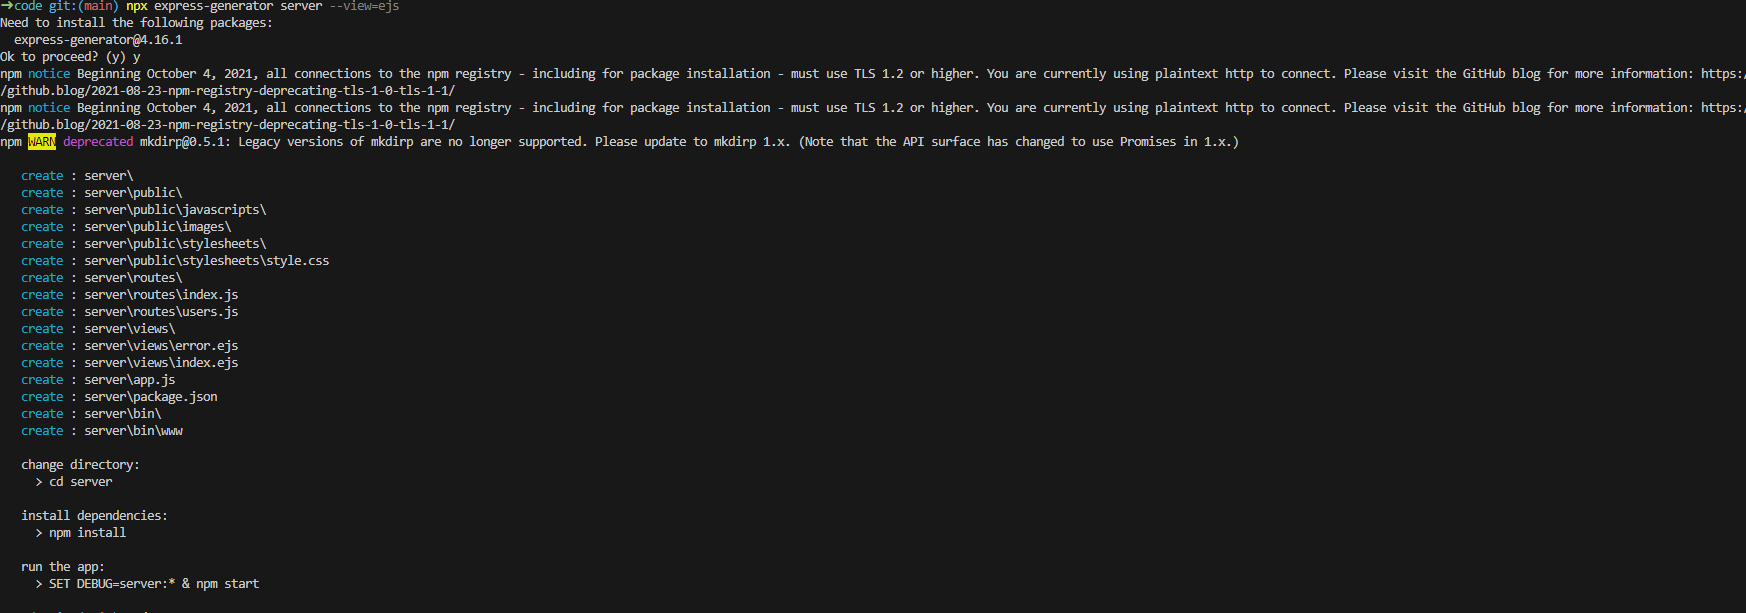 ➜code git:(main) npx express-generator server --view=ejs
Need to install the following packages:
  express-generator@4.16.1
Ok to proceed? (y) y
npm notice Beginning October 4, 2021, all connections to the npm registry - including for package installation - must use TLS 1.2 or higher. You are currently using plaintext http to connect. Please visit the GitHub blog for more information: https:/
/github.blog/2021-08-23-npm-registry-deprecating-tls-1-0-tls-1-1/
npm notice Beginning October 4, 2021, all connections to the npm registry - including for package installation - must use TLS 1.2 or higher. You are currently using plaintext http to connect. Please visit the GitHub blog for more information: https:/
/github.blog/2021-08-23-npm-registry-deprecating-tls-1-0-tls-1-1/
npm WARN deprecated mkdirp@0.5.1: Legacy versions of mkdirp are no longer supported. Please update to mkdirp 1.x. (Note that the API surface has changed to use Promises in 1.x.)
   create : server\
   create : server\public\
   create : server\public\javascripts\
   create : server\public\images\
   create : server\public\stylesheets\
   create : server\public\stylesheets\style.css
   create : server\routes\
   create : server\routes\index.js
   create : server\routes\users.js
   create : server\views\
   create : server\views\error.ejs
   create : server\views\index.ejs
   create : server\app.js
   create : server\package.json
   create : server\bin\
   create : server\bin\www
   change directory:
     > cd server
   install dependencies:
     > npm install
   run the app:
     > SET DEBUG=server:* & npm start